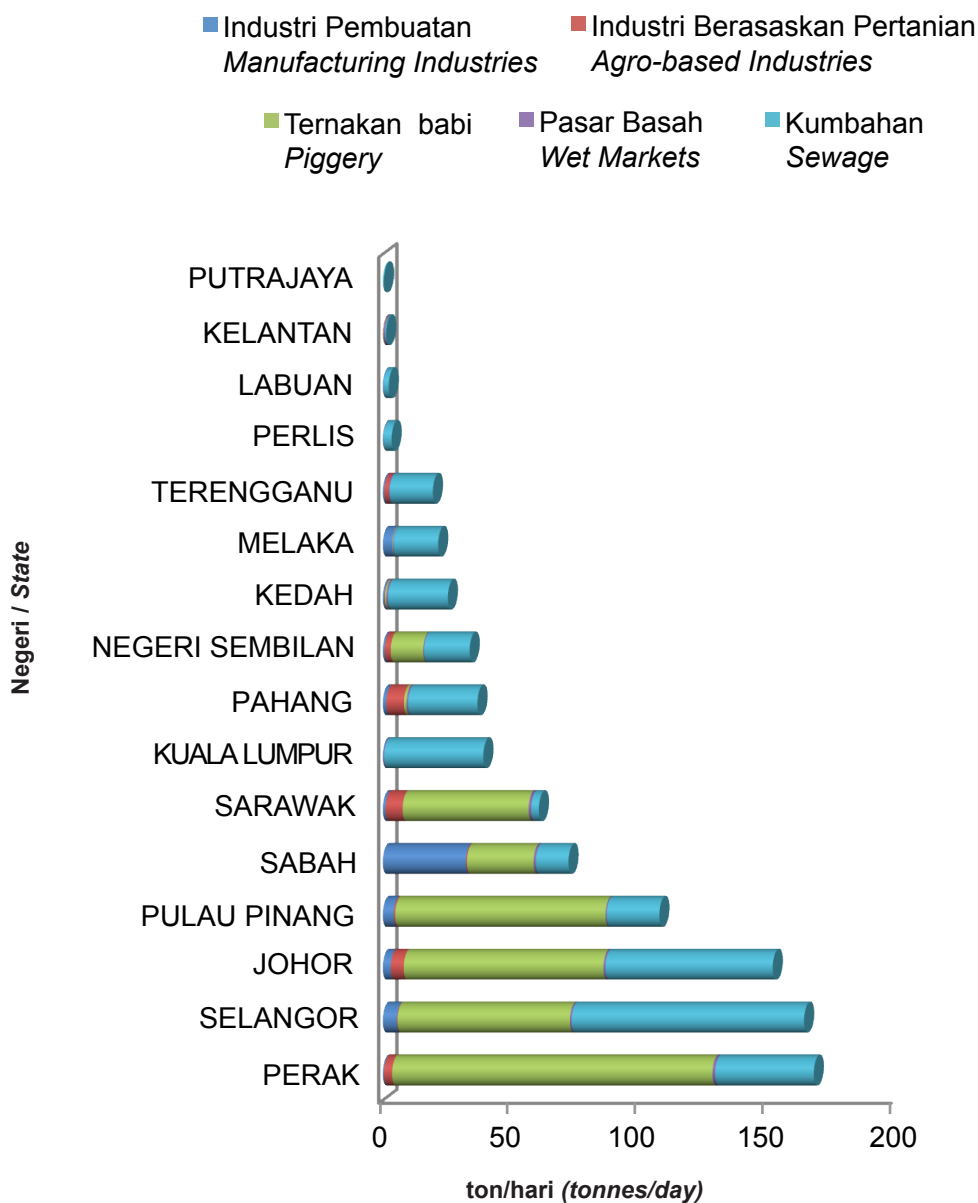 Industri Pembuatan
Manufacturing Industries
Industri Berasaskan Pertanian
Agro-based Industries
Ternakan babi
Piggery
Pasar Basah
Wet Markets
Kumbahan
Sewage
Negeri / State
PUTRAJAYA
KELANTAN
LABUAN
PERLIS
TERENGGANU
MELAKA
KEDAH
NEGERI SEMBILAN
PAHANG
KUALA LUMPUR
SARAWAK
SABAH
PULAU PINANG
JOHOR
SELANGOR
PERAK
0 50 100 150 200
ton/hari (tonnes/day)